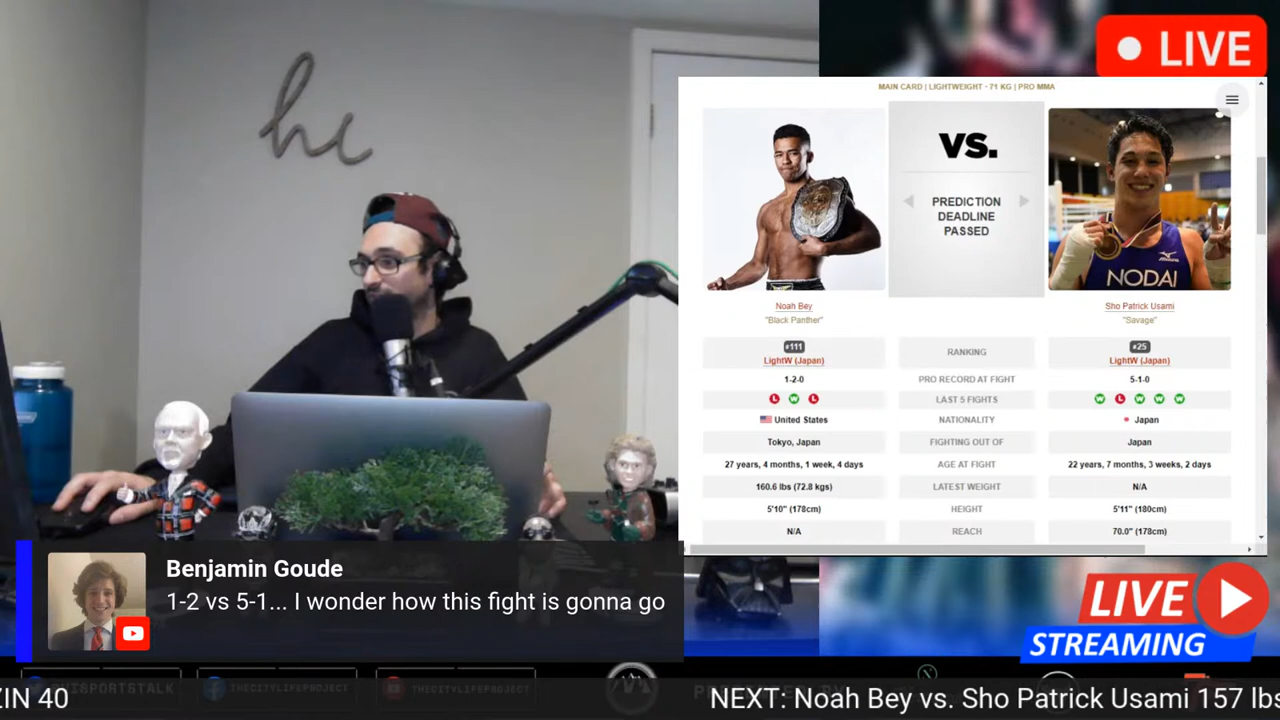 hi
LIVE
MAIN CARD | LIGHTWEIGHT · 71 KG | PRO MMA
VS.
PREDICTION
DEADLINE
PASSED
NODAI
Noah Bey
"Black Panther"
Sho Patrick Usami
"Savage"
#111
LightW (Japan)
RANKING
#25
LightW (Japan)
1-2-0
PRO RECORD AT FIGHT
5-1-0
L W L
LAST 5 FIGHTS
W L W W W
United States
NATIONALITY
Japan
Tokyo, Japan
FIGHTING OUT OF
Japan
27 years, 4 months, 1 week, 4 days
AGE AT FIGHT
22 years, 7 months, 3 weeks, 2 days
160.6 lbs (72.8 kgs)
LATEST WEIGHT
N/A
5'10" (178cm)
HEIGHT
5'11" (180cm)
N/A
REACH
70.0" (178cm)
Benjamin Goude
1-2 vs 5-1... I wonder how this fight is gonna go
LIVE
STREAMING
THECITYLIFEPROJECT
THECITYLIFEPROJECT
ZIN 40
NEXT: Noah Bey vs. Sho Patrick Usami 157 lbs